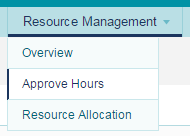 Resource Management
Overview
Approve Hours
Resource Allocation